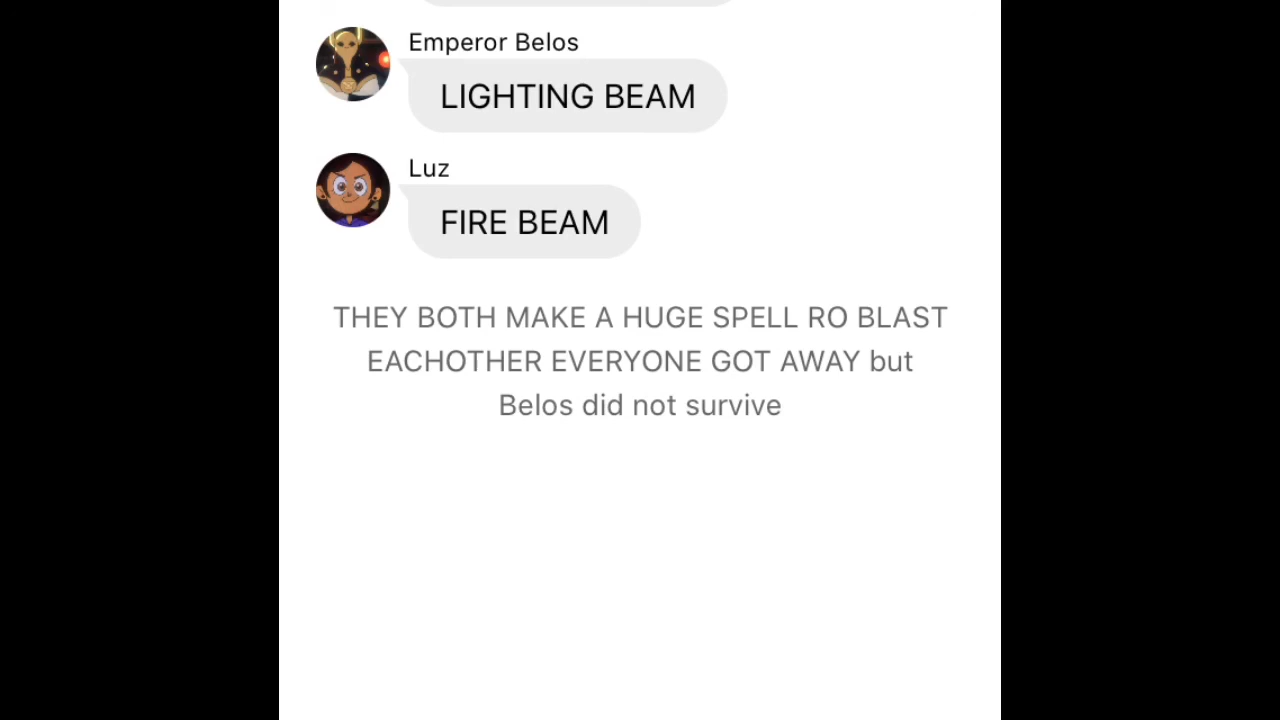 Emperor Belos
LIGHTING BEAM
Luz
FIRE BEAM
THEY BOTH MAKE A HUGE SPELL RO BLAST
EACHOTHER EVERYONE GOT AWAY but
Belos did not survive